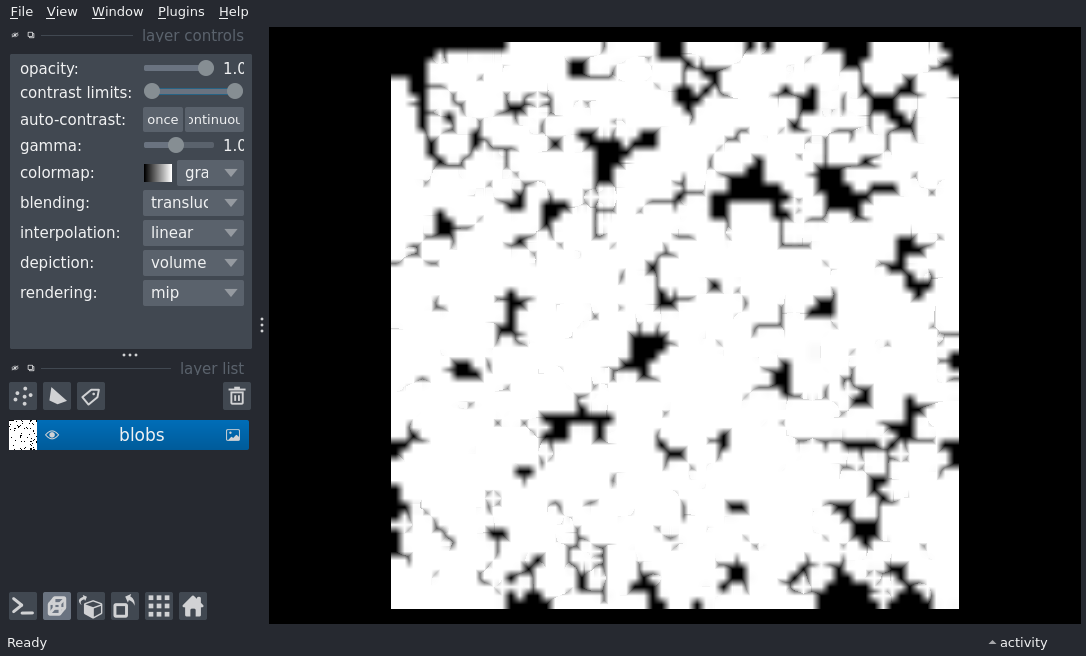 File View Window Plugins Help
layer controls
opacity: 1.0
contrast limits:
auto-contrast: once ontinuou
gamma: 1.0
colormap: gra
blending: transluc
interpolation: linear
depiction: volume
rendering: mip
layer list
blobs
Ready
activity